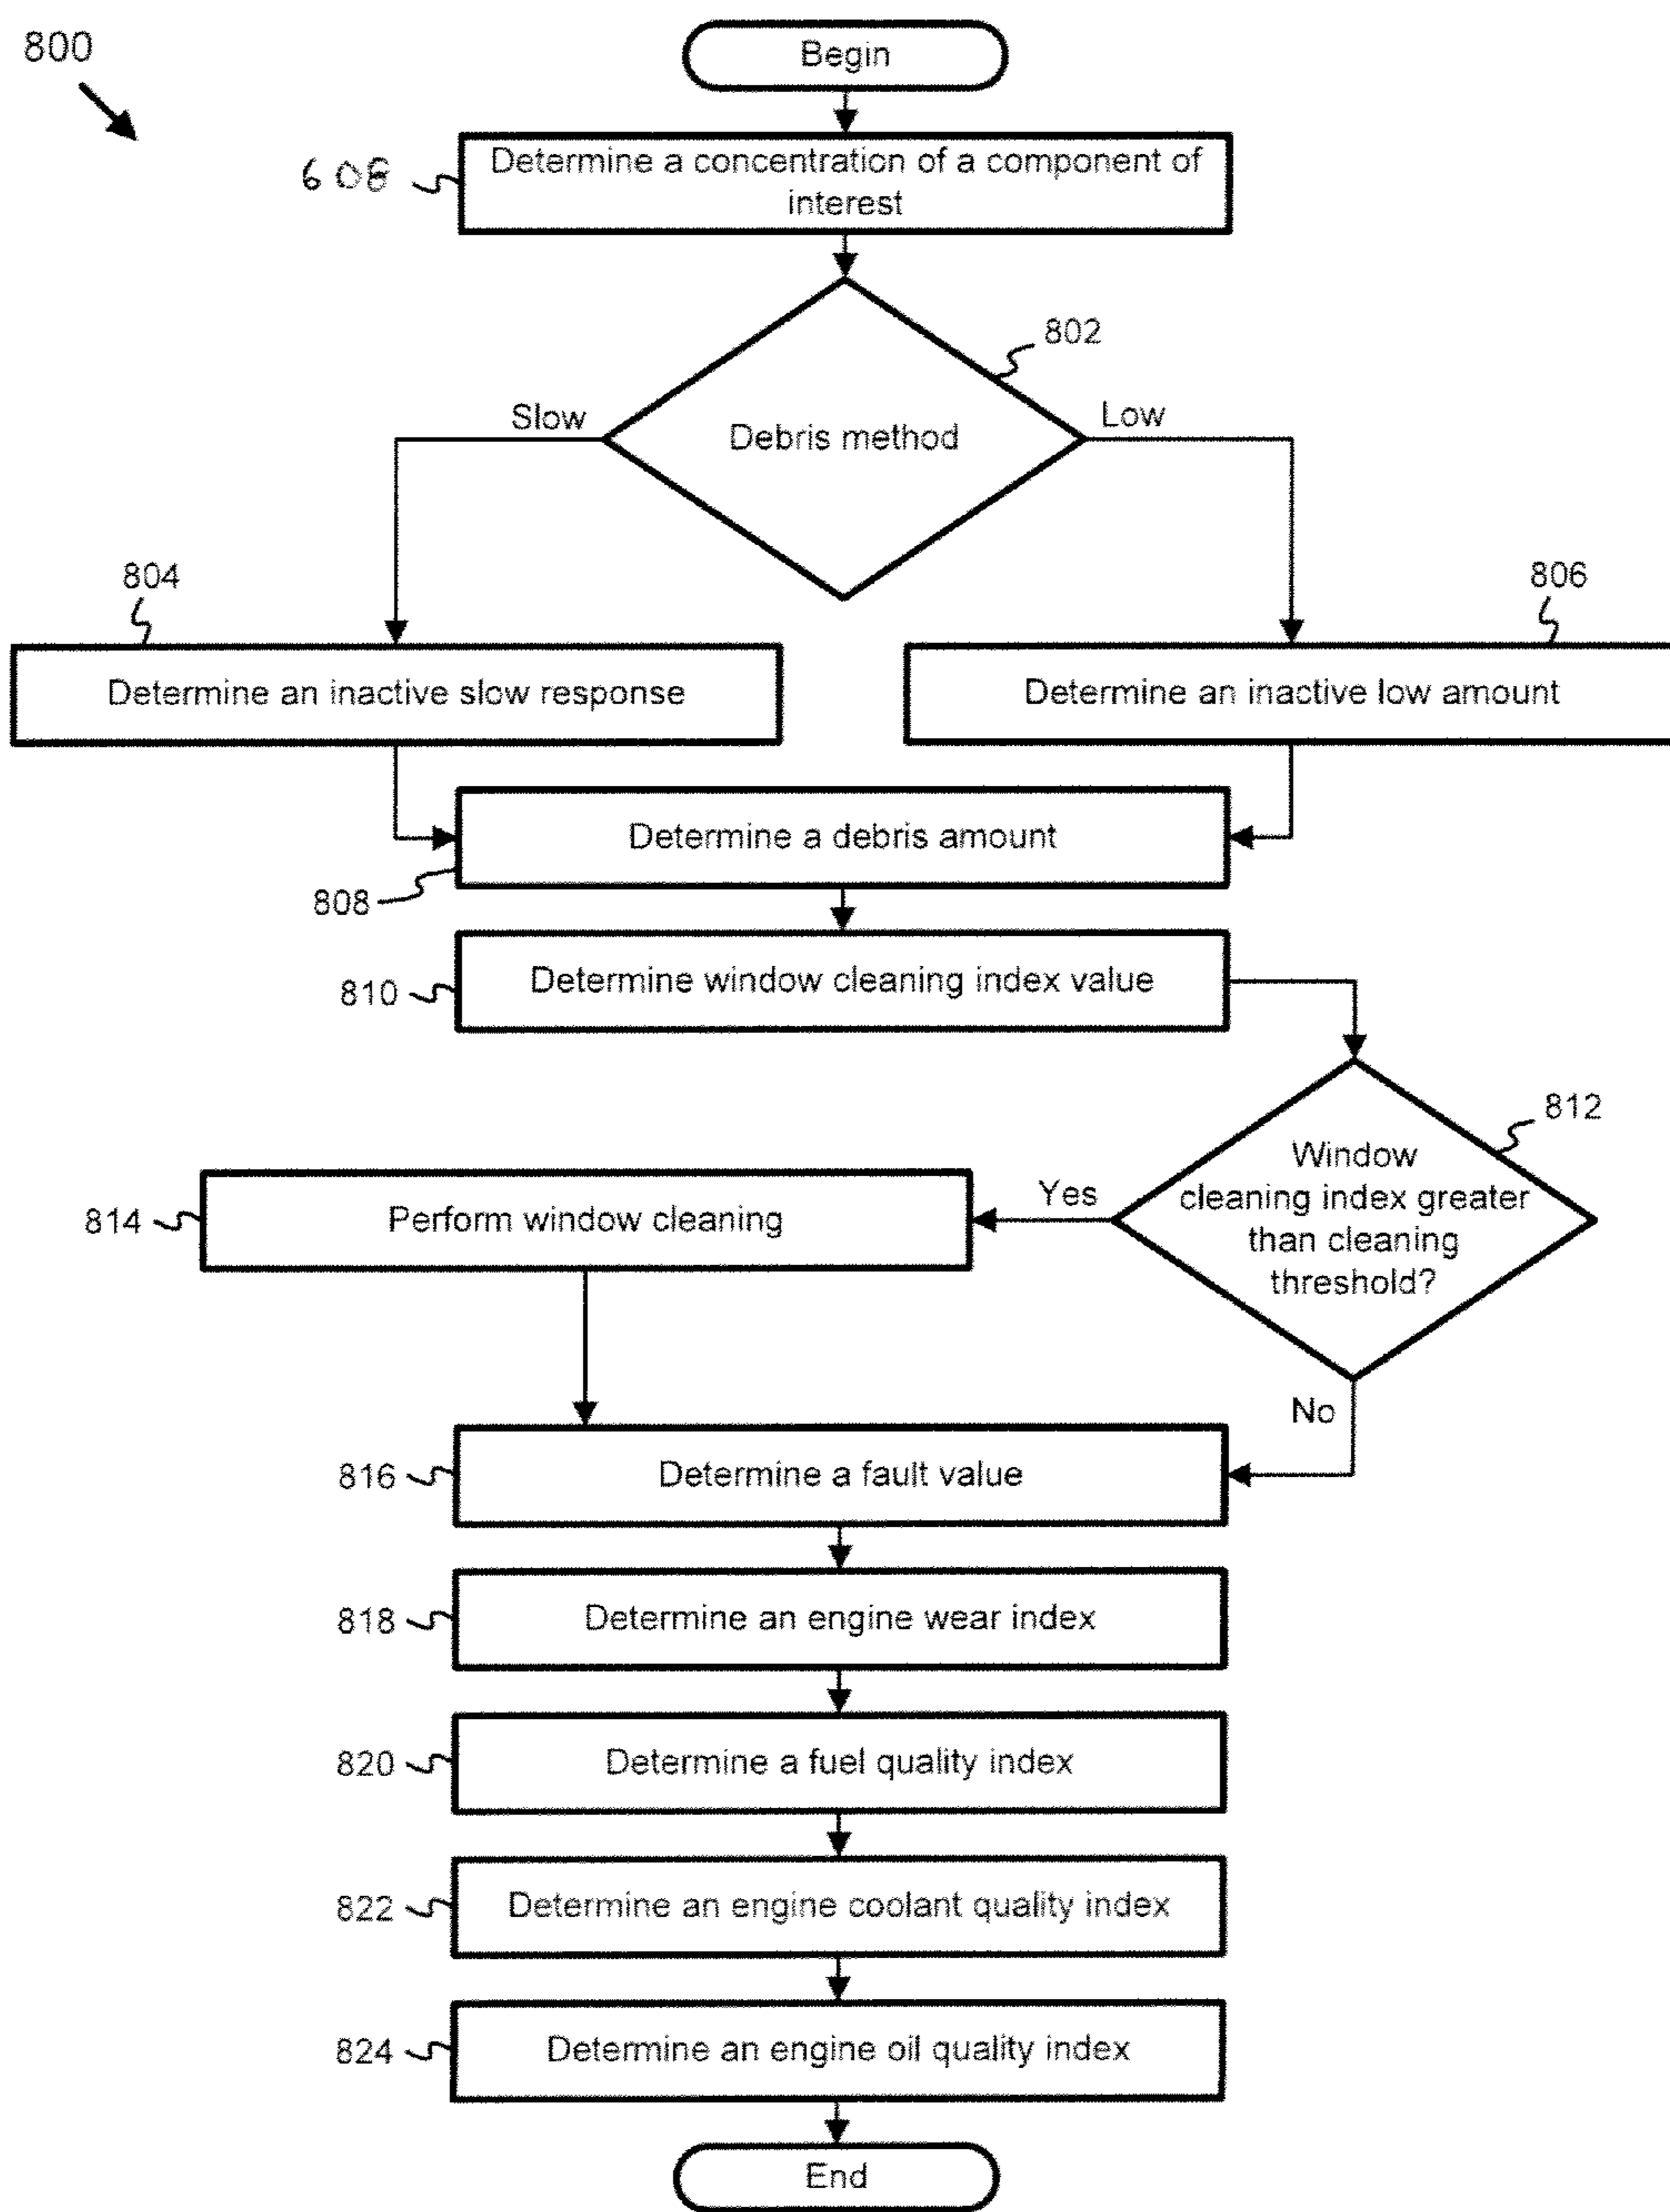 800
Begin
608
Determine a concentration of a component of
interest
802
Slow
Debris method
Low
804
806
Determine an inactive slow response
Determine an inactive low amount
Determine a debris amount
808
Determine window cleaning index value
810
812
Window
cleaning index greater
than cleaning
threshold?
Yes
Perform window cleaning
814
No
816
Determine a fault value
818
Determine an engine wear index
820
Determine a fuel quality index
822
Determine an engine coolant quality index
824
Determine an engine oil quality index
End